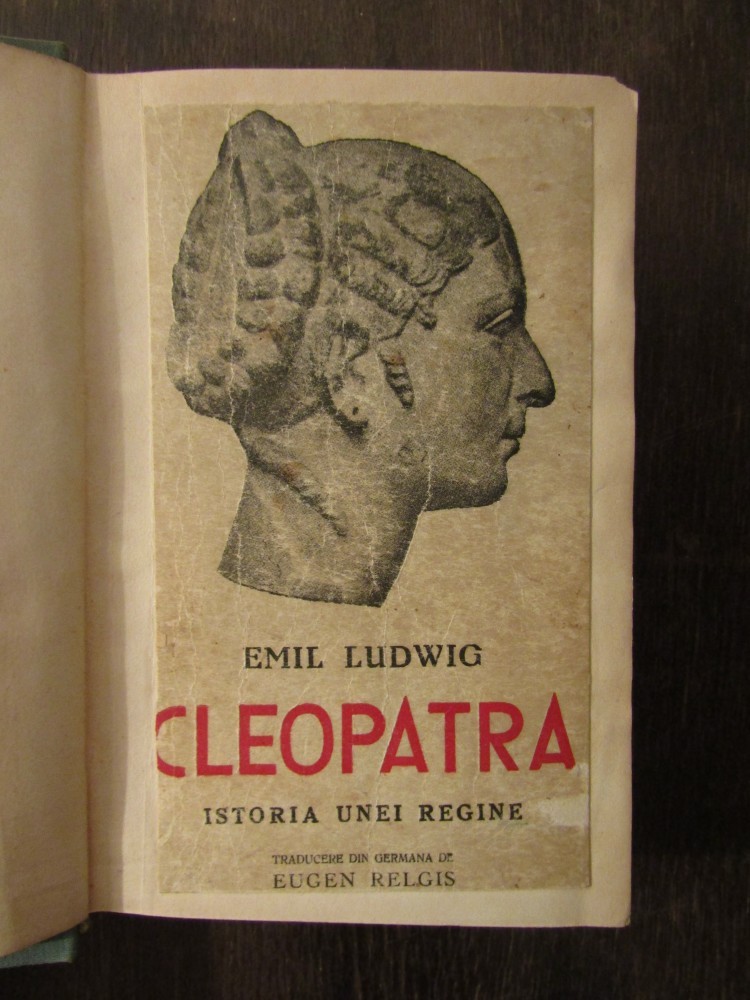 EMIL LUDWIG
CLEOPATRA
ISTORIA UNEI REGINE
TRADUCERE DIN GERMANA DE
EUGEN RELGIS